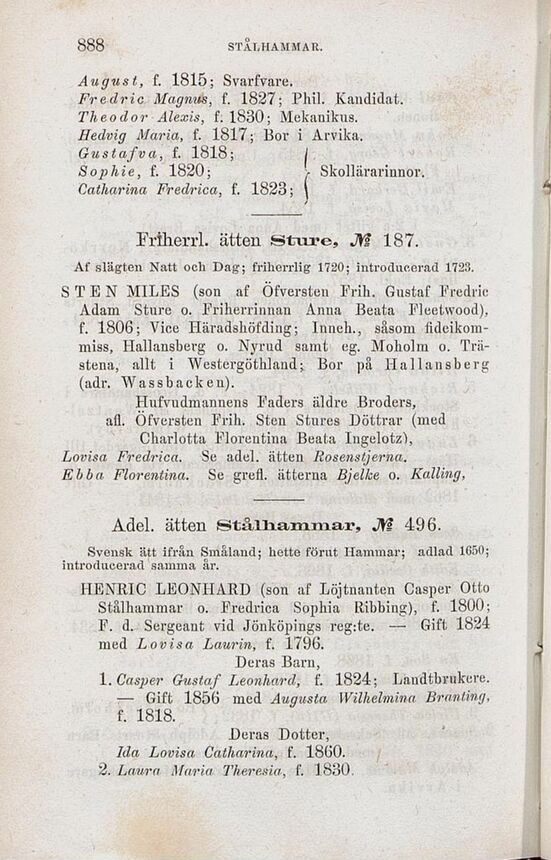 888
STÅLHAMMAR.
August, f. 1815; Svarfvare.
Fredric Magnus, f. 1827; Phil. Kandidat.
Theodor Alexis, f. 1830; Mekanikus.
Hedvig Maria, f. 1817; Bor i Arvika.
Gustafva, f. 1818;
Sophie, f. 1820; } Skollärarinnor.
Catharina Fredrica, f. 1823;
Friherrl. ätten Sture, № 187.
Af slägten Natt och Dag; friherrlig 1720; introducerad 1723.
STEN MILES (son af Öfversten Frih. Gustaf Fredric
Adam Sture o. Friherrinnan Anna Beata Fleetwood),
f. 1806; Vice Häradshöfding; Inneh., såsom fideikom-
miss, Hallansberg o. Nyrud samt eg. Moholm o. Trä-
stena, allt i Westergöthland; Bor på Hallansberg
(adr. Wassbacken).
Hufvudmannens Faders äldre Broders,
afl. Öfversten Frih. Sten Stures Döttrar (med
Charlotta Florentina Beata Ingelotz),
Lovisa Fredrica. Se adel. ätten Rosenstjerna.
Ebba Florentina. Se grefl. ätterna Bjelke o. Kalling,
Adel. ätten Stålhammar, № 496.
Svensk ätt ifrån Småland; hette förut Hammar; adlad 1650;
introducerad samma år.
HENRIC LEONHARD (son af Löjtnanten Casper Otto
Stålhammar o. Fredrica Sophia Ribbing), f. 1800;
F. d. Sergeant vid Jönköpings reg:te. — Gift 1824
med Lovisa Laurin, f. 1796.
Deras Barn,
1. Casper Gustaf Leonhard, f. 1824; Landtbrukere.
— Gift 1856 med Augusta Wilhelmina Branting,
f. 1818.
Deras Dotter,
Ida Lovisa Catharina, f. 1860.
2. Laura Maria Theresia, f. 1830.